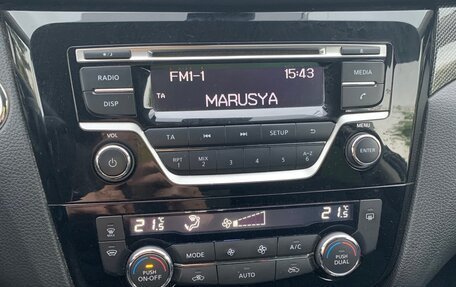 RADIO
FM1-1 15:43
MEDIA
TA
MARUSYA
DISP
VOL
TA SETUP
MENU
RPT 1 MIX 2 3 4 5 A-Z 6
ENTER
21.5°C 21.5°C
MODE A/C
PUSH ON·OFF
AUTO
PUSH DUAL